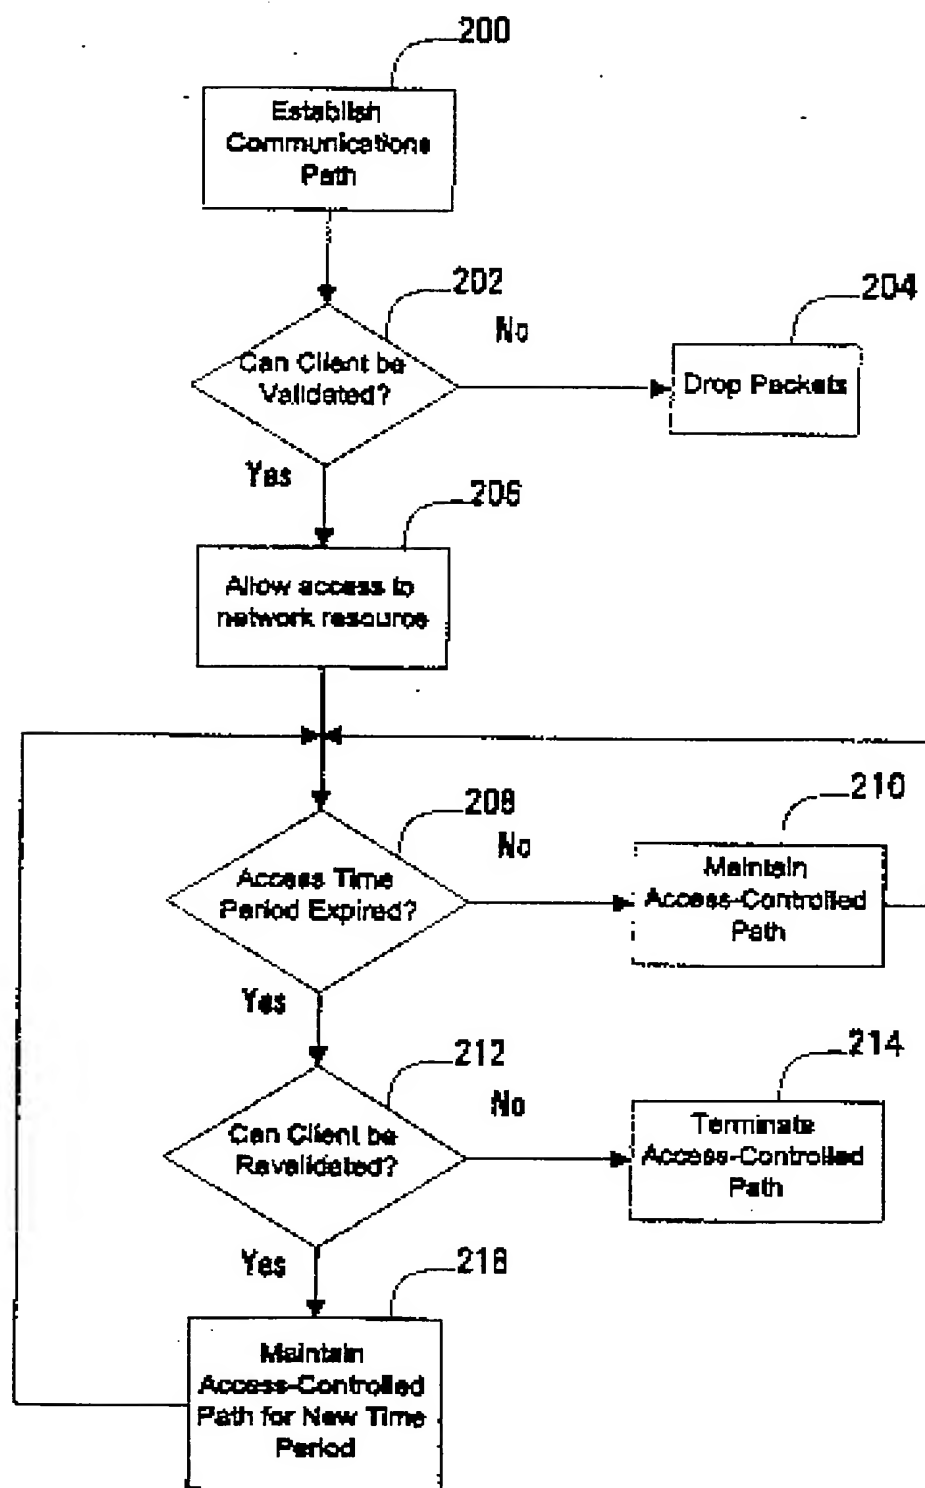 200
Establish
Communications
Path
202
Can Client be
Validated?
No
204
Drop Packets
Yes
206
Allow access to
network resource
208
Access Time
Period Expired?
No
210
Maintain
Access-Controlled
Path
Yes
212
Can Client be
Revalidated?
No
214
Terminate
Access-Controlled
Path
Yes
216
Maintain
Access-Controlled
Path for New Time
Period